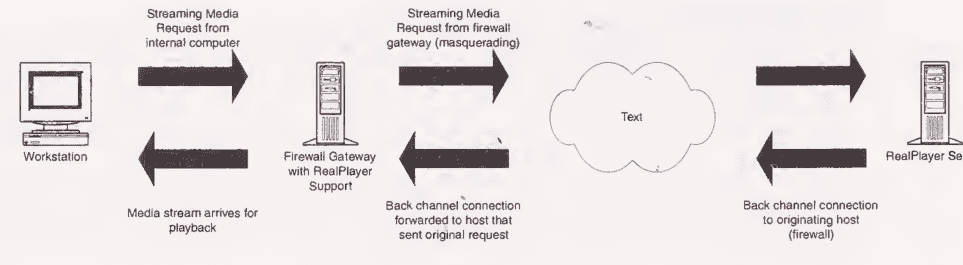 Streaming Media
Request from
internal computer
Streaming Media
Request from firewall
gateway (masquerading)
Text
Workstation
Firewall Gateway
with RealPlayer
Support
RealPlayer Se
Media stream arrives for
playback
Back channel connection
forwarded to host that
sent original request
Back channel connection
to originating host
(firewall)